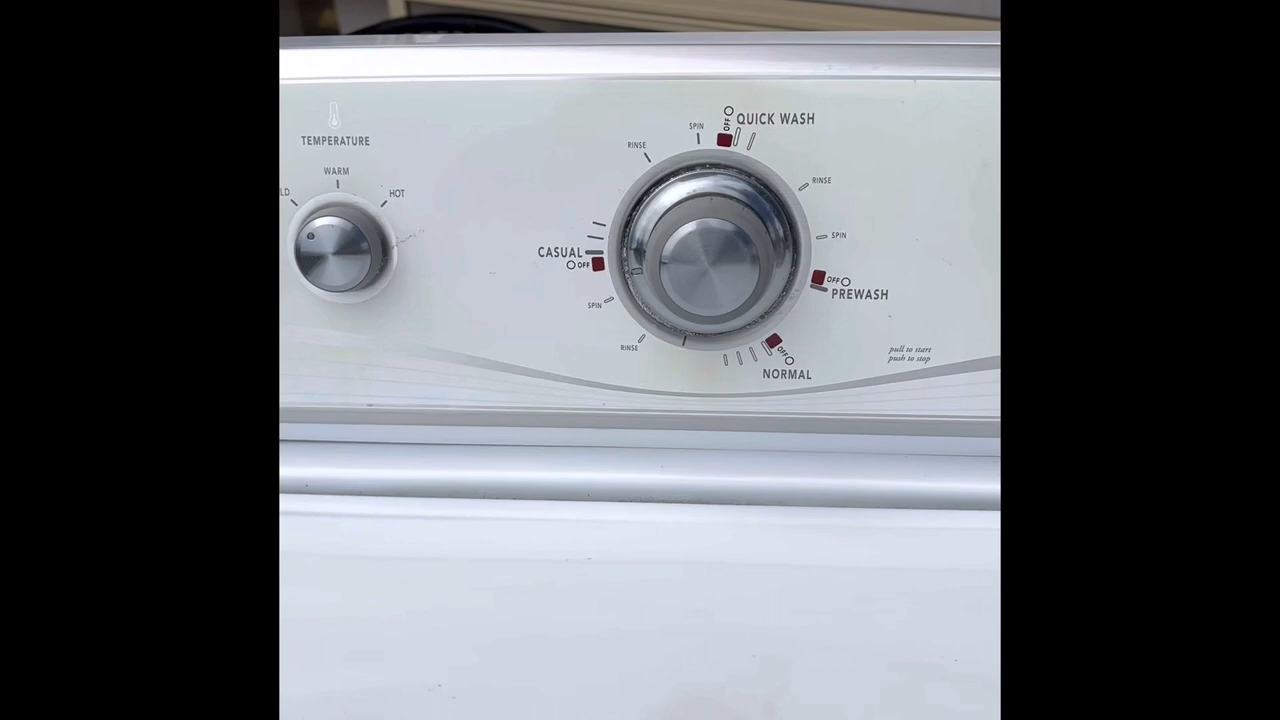 TEMPERATURE
LD
WARM
HOT
RINSE
SPIN
OFF
QUICK WASH
RINSE
SPIN
OFF
PREWASH
OFF
NORMAL
RINSE
SPIN
OFF
CASUAL
pull to start
push to stop